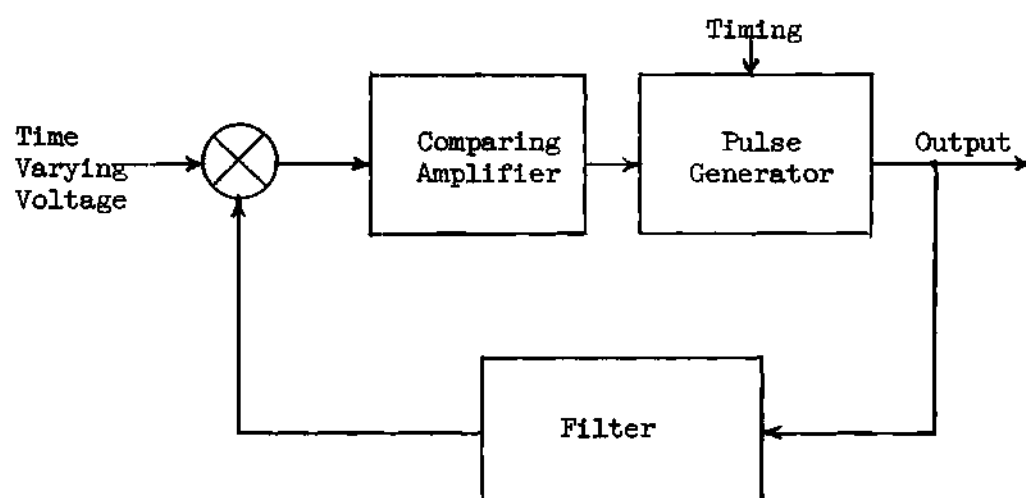 Timing
Time
Varying
Voltage
Comparing
Amplifier
Pulse
Generator
Output
Filter